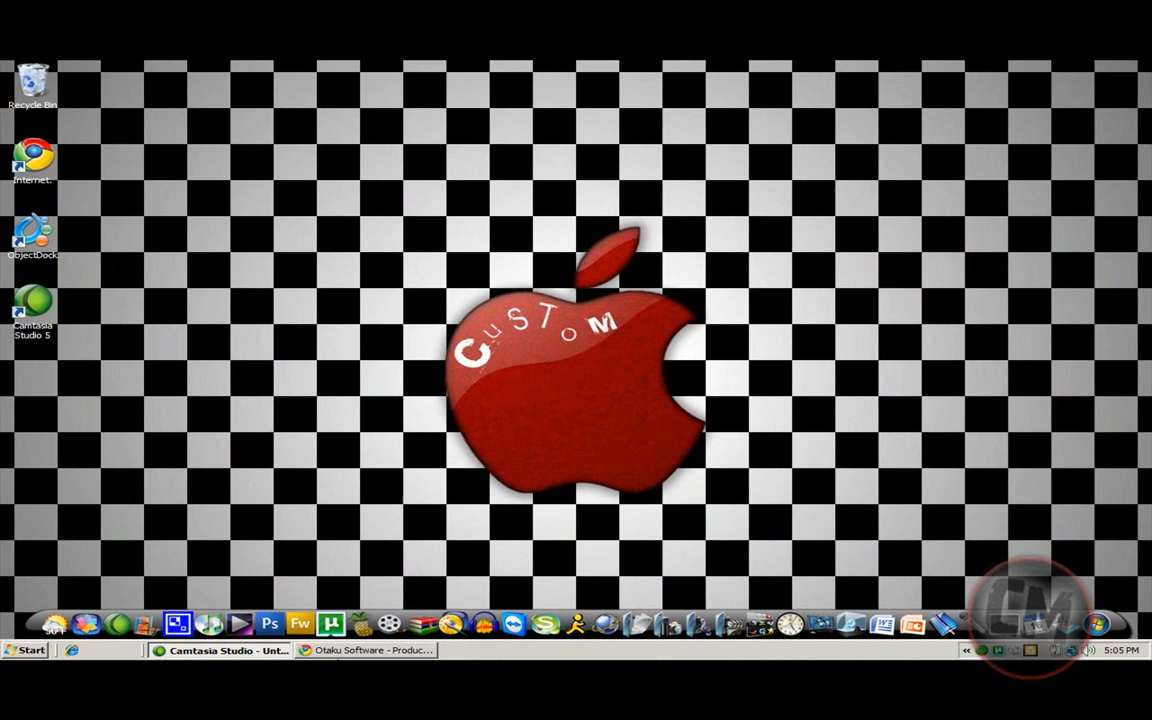 Recycle Bin
Internet.
ObjectDock
Camtasia
Studio 5
CuSToM
Ps
Fw
µ
CM
Start
Camtasia Studio - Unt...
Otaku Software - Produc...
«
5:05 PM